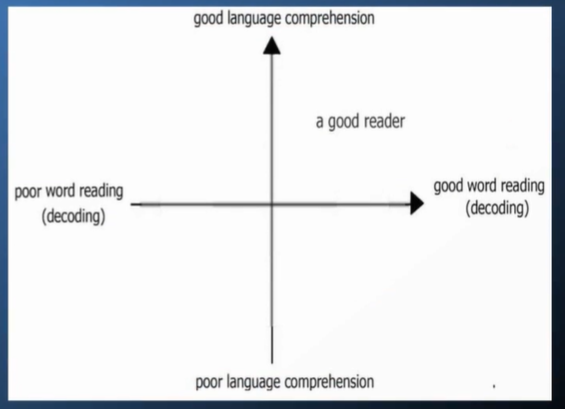 good language comprehension
a good reader
poor word reading
(decoding)
good word reading
(decoding)
poor language comprehension